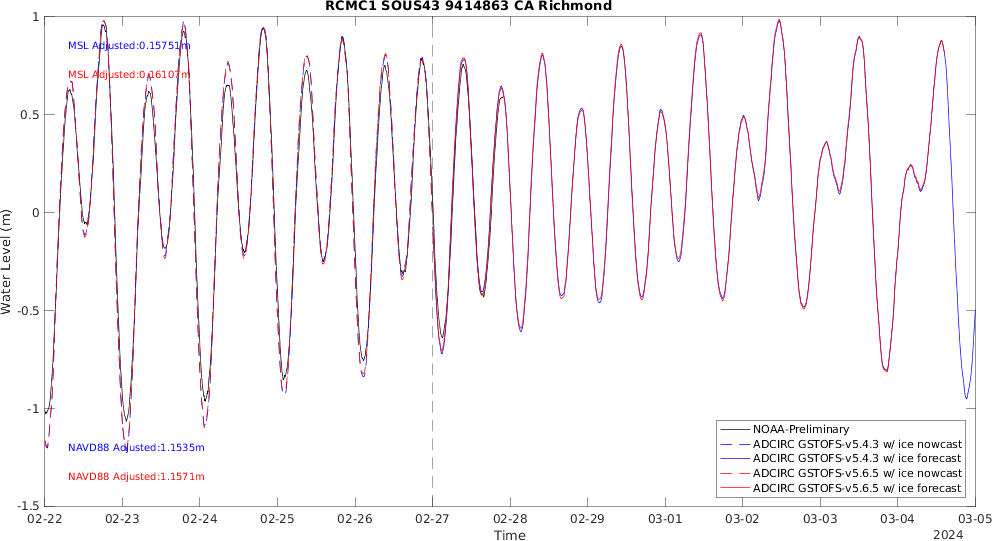 RCMC1 SOUS43 9414863 CA Richmond
MSL Adjusted:0.15751m
MSL Adjusted:0.16107m
NAVD88 Adjusted:1.1535m
NAVD88 Adjusted:1.1571m
1
0.5
0
-0.5
-1
-1.5
Water Level (m)
NOAA-Preliminary
ADCIRC GSTOFS-v5.4.3 w/ ice nowcast
ADCIRC GSTOFS-v5.4.3 w/ ice forecast
ADCIRC GSTOFS-v5.6.5 w/ ice nowcast
ADCIRC GSTOFS-v5.6.5 w/ ice forecast
02-22 02-23 02-24 02-25 02-26 02-27 02-28 02-29 03-01 03-02 03-03 03-04 03-05
Time
2024